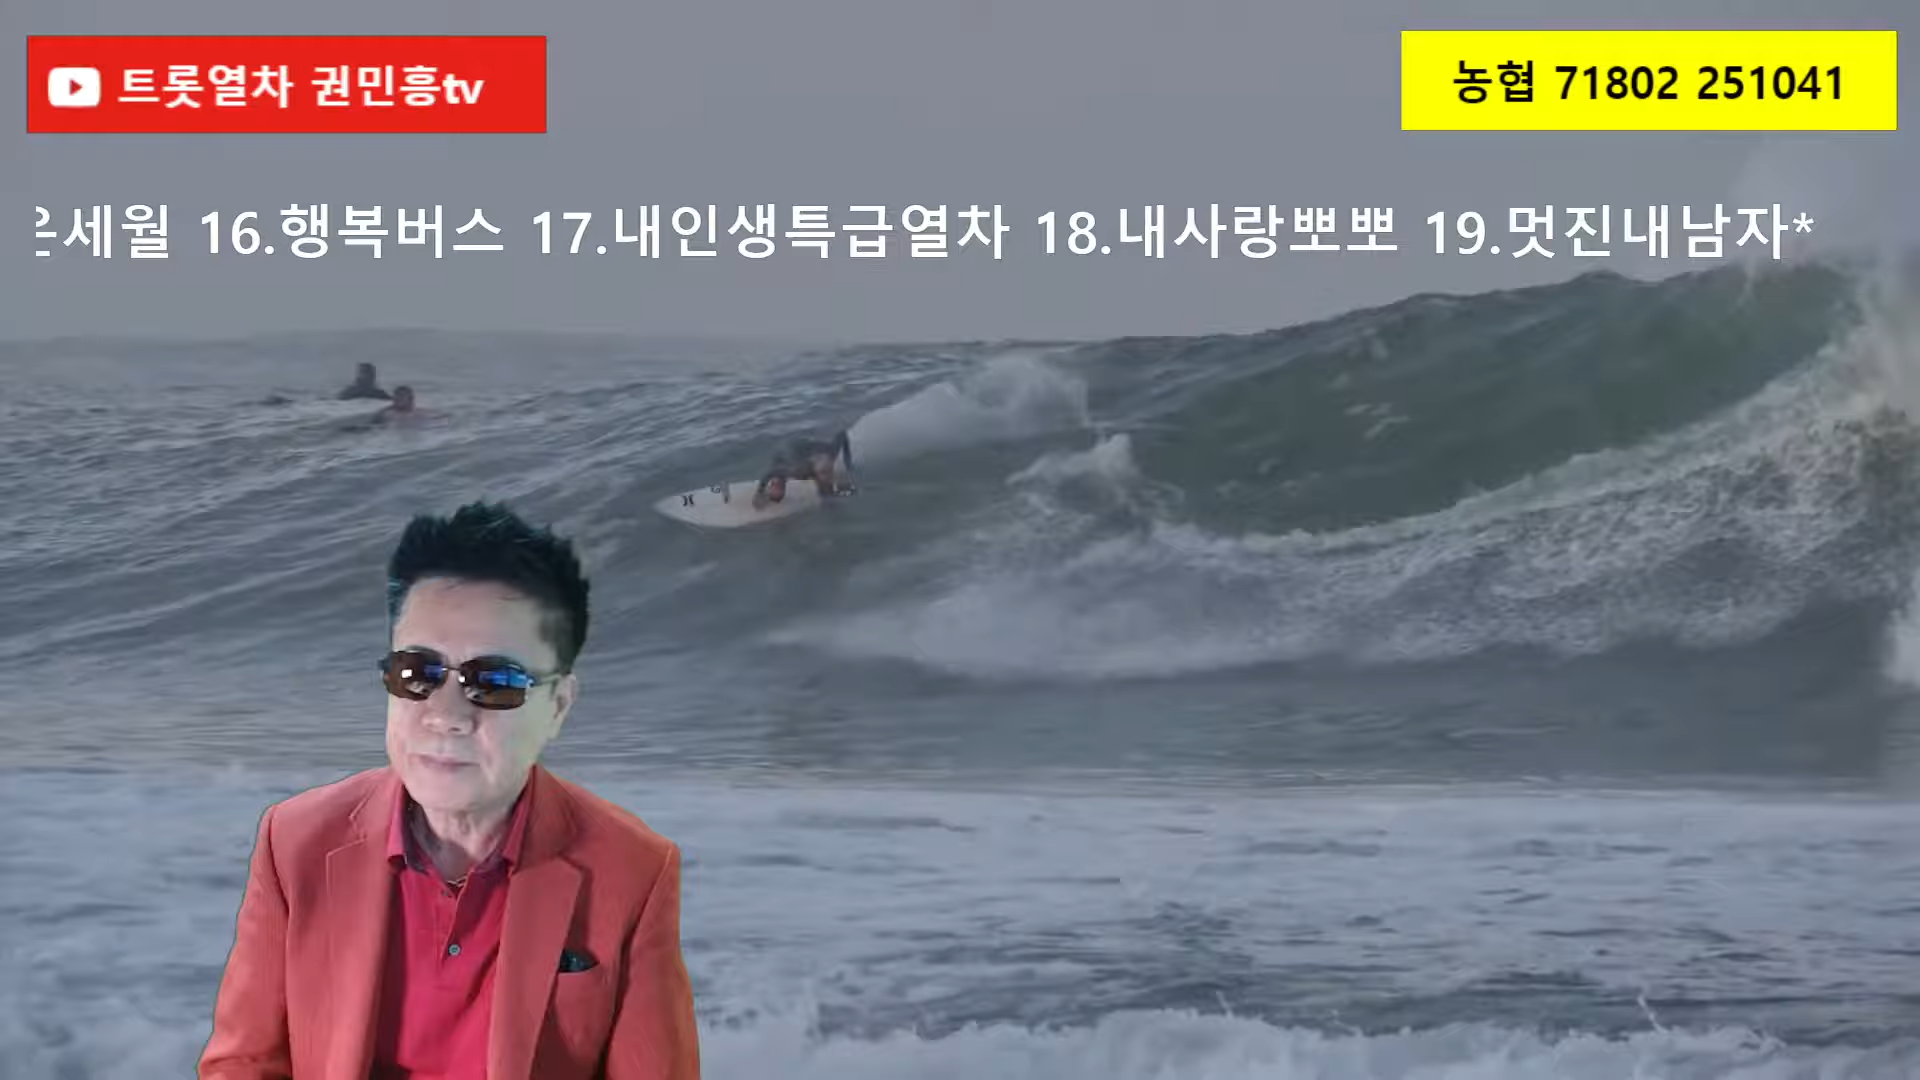 트롯열차 권민흥tv
농협 71802 251041
세월 16.행복버스 17.내인생특급열차 18.내사랑뽀뽀 19.멋진내남자*